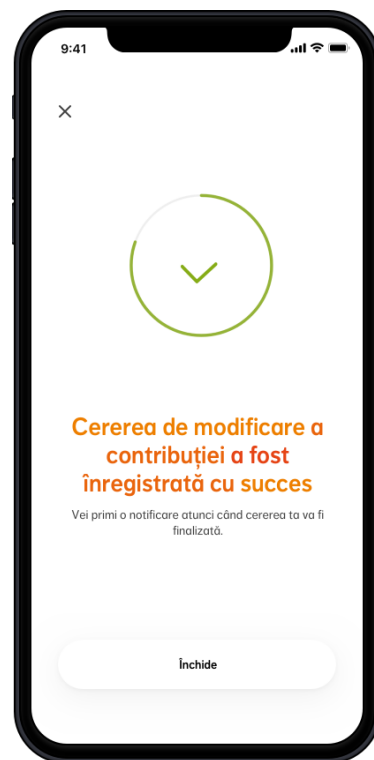 9:41
Cererea de modificare a
contribuției a fost
înregistrată cu succes
Vei primi o notificare atunci când cererea ta va fi
finalizată.
Închide